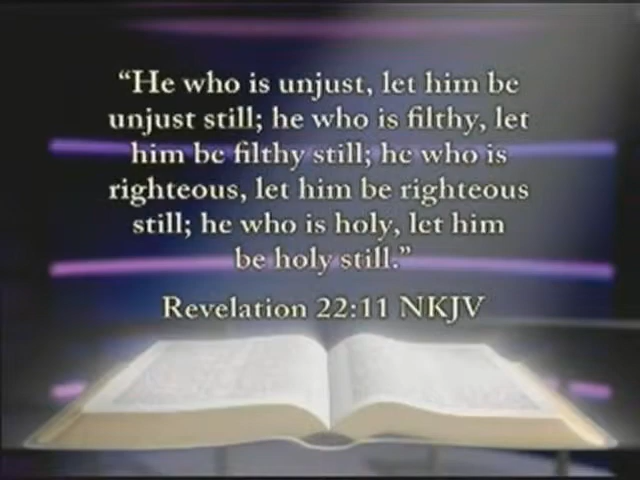 “He who is unjust, let him be
unjust still; he who is filthy, let
him be filthy still; he who is
righteous, let him be righteous
still; he who is holy, let him
be holy still.”
Revelation 22:11 NKJV